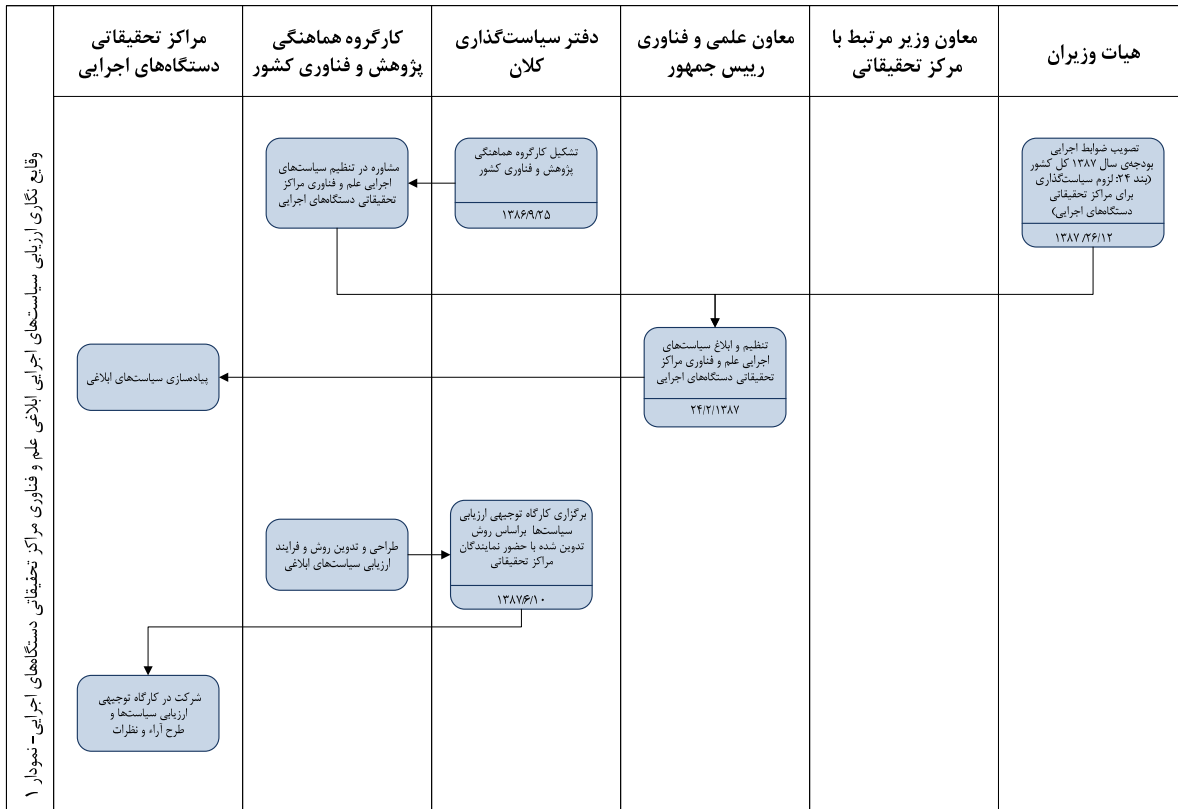 هیات وزیران
معاون وزیر مرتبط با
مرکز تحقیقاتی
معاون علمی و فناوری
رییس جمهور
دفتر سیاست‌گذاری
کلان
کارگروه هماهنگی
پژوهش و فناوری کشور
مراکز تحقیقاتی
دستگاه‌های اجرایی
تصویب ضوابط اجرایی
بودجه‌ی سال ۱۳۸۷ کل کشور
(بند ۲۴: لزوم سیاست‌گذاری
برای مراکز تحقیقاتی
دستگاه‌های اجرایی)
۱۳۸۷ /۲۶/۱۲
تشکیل کارگروه هماهنگی
پژوهش و فناوری کشور
۱۳۸۶/۹/۲۵
مشاوره در تنظیم سیاست‌های
اجرایی علم و فناوری مراکز
تحقیقاتی دستگاه‌های اجرایی
تنظیم و ابلاغ سیاست‌های
اجرایی علم و فناوری مراکز
تحقیقاتی دستگاه‌های اجرایی
۲۴/۲/۱۳۸۷
پیاده‌سازی سیاست‌های ابلاغی
برگزاری کارگاه توجیهی ارزیابی
سیاست‌ها براساس روش
تدوین شده با حضور نمایندگان
مراکز تحقیقاتی
۱۳۸۷/۶/۱۰
طراحی و تدوین روش و فرایند
ارزیابی سیاست‌های ابلاغی
شرکت در کارگاه توجیهی
ارزیابی سیاست‌ها و
طرح آراء و نظرات
وقایع نگاری ارزیابی سیاست‌های اجرایی ابلاغی علم و فناوری مراکز تحقیقاتی دستگاه‌های اجرایی- نمودار ۱